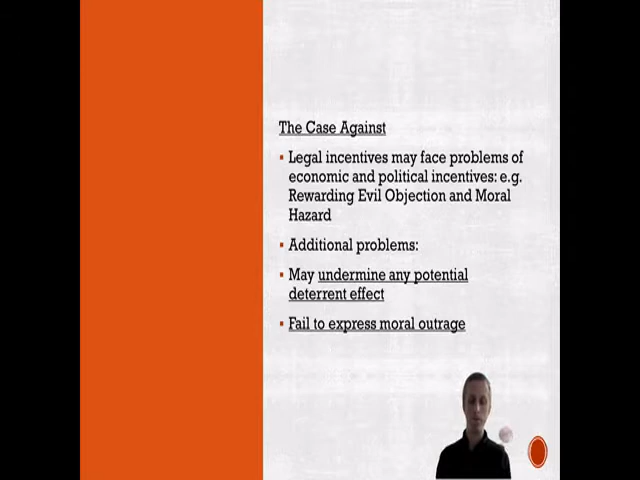 The Case Against
▪ Legal incentives may face problems of
economic and political incentives: e.g.
Rewarding Evil Objection and Moral
Hazard
▪ Additional problems:
▪ May undermine any potential
deterrent effect
▪ Fail to express moral outrage